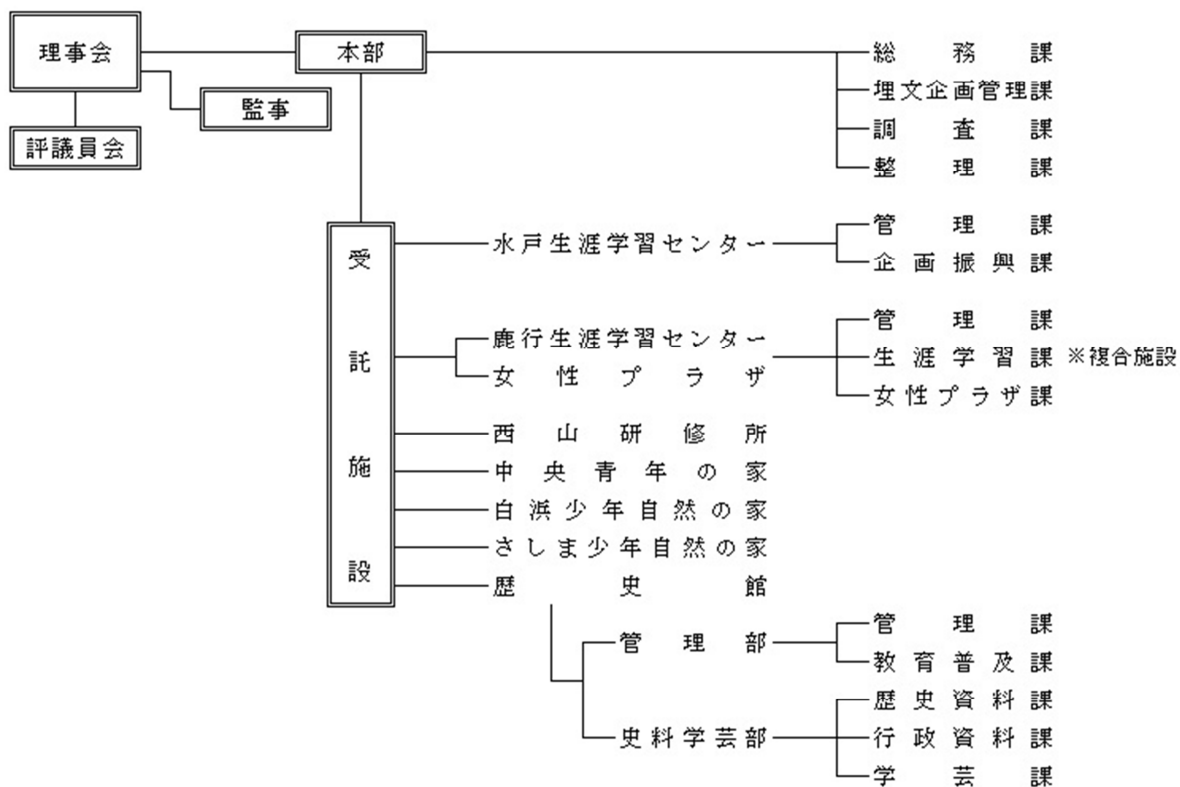 理事会
本部
監事
評議員会
総務課
埋文企画管理課
調査課
整理課
受託施設
水戸生涯学習センター
管理課
企画振興課
鹿行生涯学習センター
女性プラザ
管理課
生涯学習課 ※複合施設
女性プラザ課
西山研修所
中央青年の家
白浜少年自然の家
さしま少年自然の家
歴史館
管理部
管理課
教育普及課
史料学芸部
歴史資料課
行政資料課
学芸課